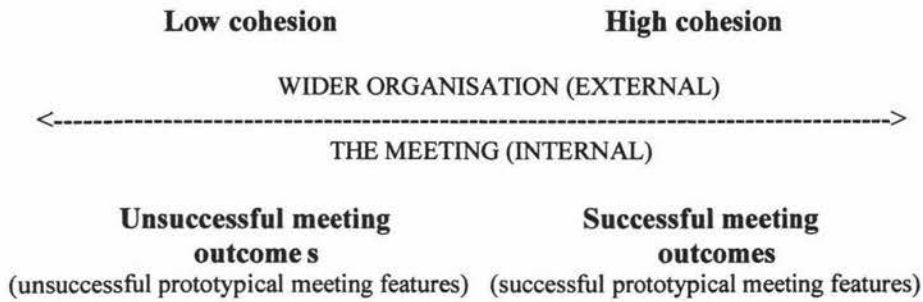 Low cohesion High cohesion
WIDER ORGANISATION (EXTERNAL)
<-------------------------------------------------------------------------------->
THE MEETING (INTERNAL)
Unsuccessful meeting Successful meeting
outcome s outcomes
(unsuccessful prototypical meeting features) (successful prototypical meeting features)